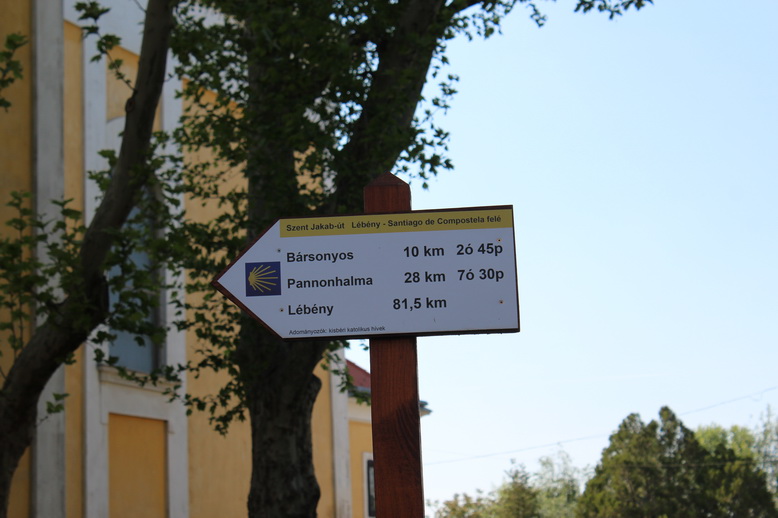 Szent Jakab-út Lébény - Santiago de Compostela felé
Bársonyos 10 km 2ó 45p
Pannonhalma 28 km 7ó 30p
Lébény 81,5 km
Adományozók: kisbéri katolikus hívek